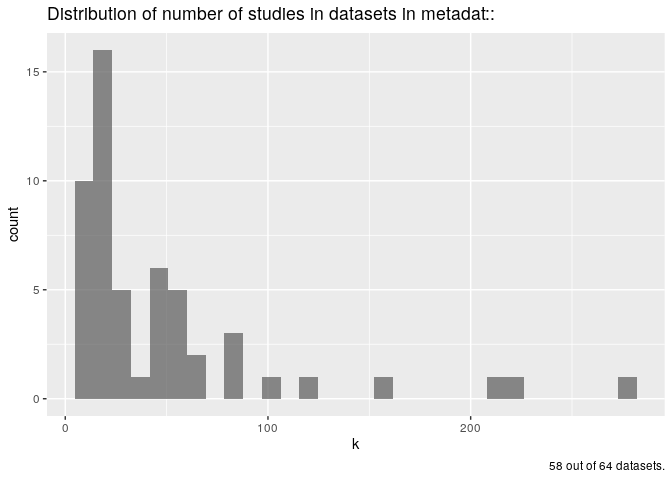 Distribution of number of studies in datasets in metadat::
15
10
5
0
count
0 100 200
k
58 out of 64 datasets.